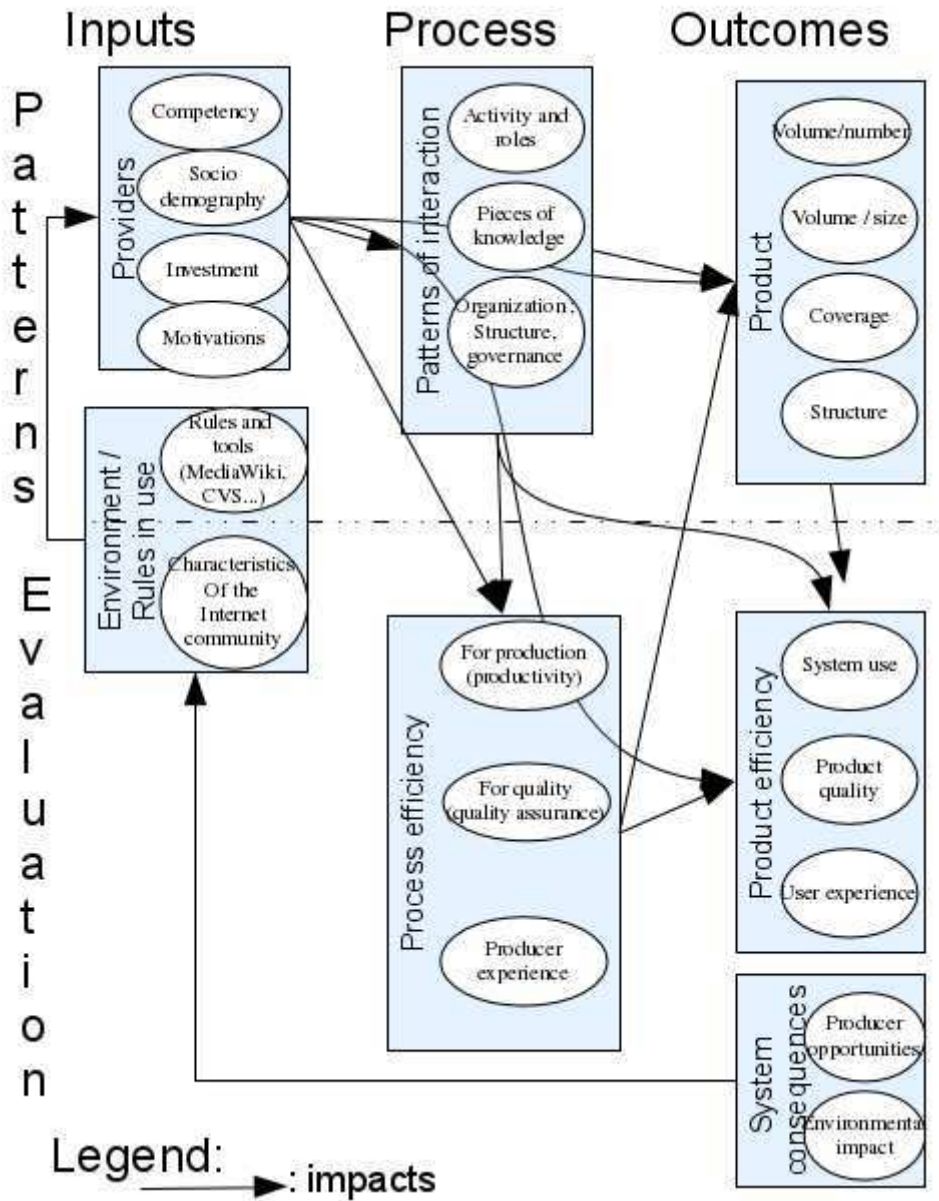 Inputs
Process
Outcomes
Patterns
Evaluation
Providers
Competency
Socio
demography
Investment
Motivations
Environment /
Rules in use
Rules and
tools
(MediaWiki,
CVS...)
Characteristics
Of the
Internet
community
Patterns of interaction
Activity and
roles
Pieces of
knowledge
Organization ;
Structure,
governance
Process efficiency
For production
(productivity)
For quality
(quality assurance)
Producer
experience
Product
Volume/number
Volume / size
Coverage
Structure
Product efficiency
System use
Product
quality
User experience
System
consequences
Producer
opportunities
Environmental
impact
Legend:
: impacts